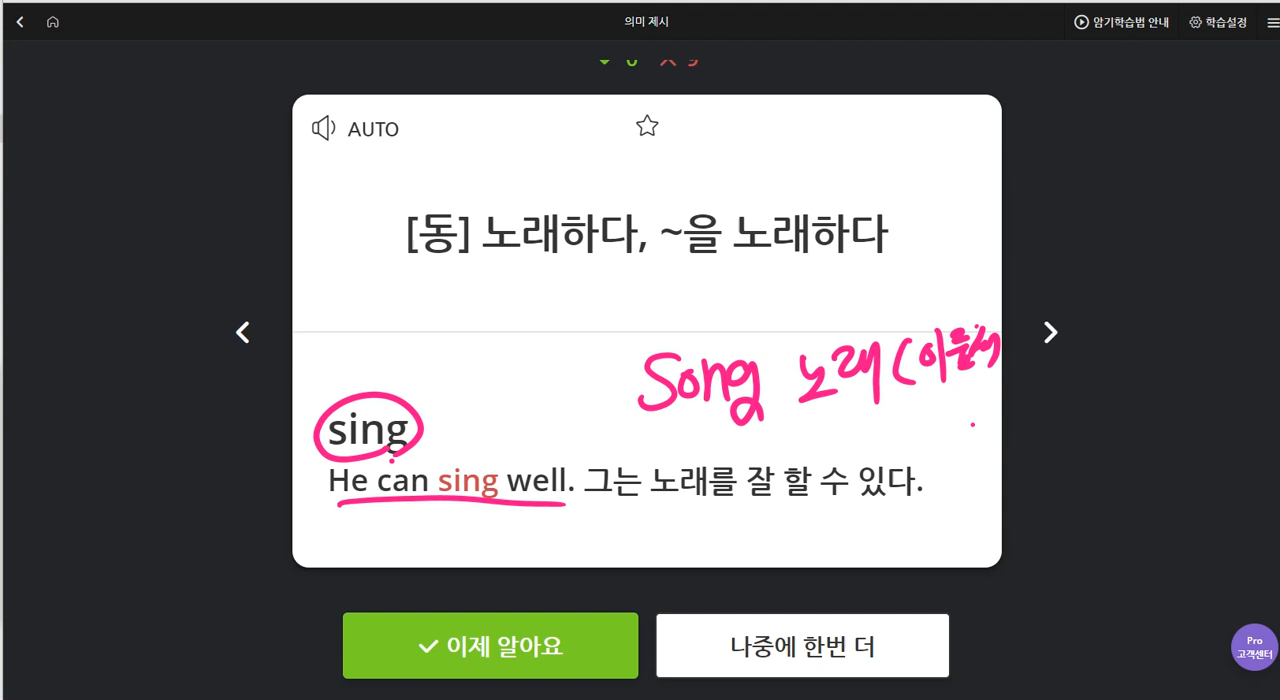 의미 제시
암기학습법 안내
학습설정
AUTO
[동] 노래하다, ~을 노래하다
Song 노래(
sing
He can sing well. 그는 노래를 잘 할 수 있다.
이제 알아요
나중에 한번 더
Pro
고객센터